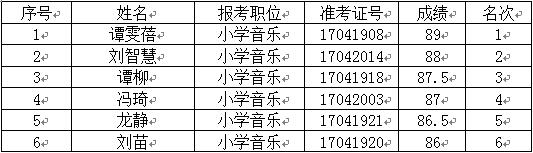 序号 姓名 报考职位 准考证号 成绩 名次
1 谭雯蓓 小学音乐 17041908 89 1
2 刘智慧 小学音乐 17042014 88 2
3 谭柳 小学音乐 17041918 87.5 3
4 冯琦 小学音乐 17042003 87 4
5 龙静 小学音乐 17041921 86.5 5
6 刘苗 小学音乐 17041920 86 6